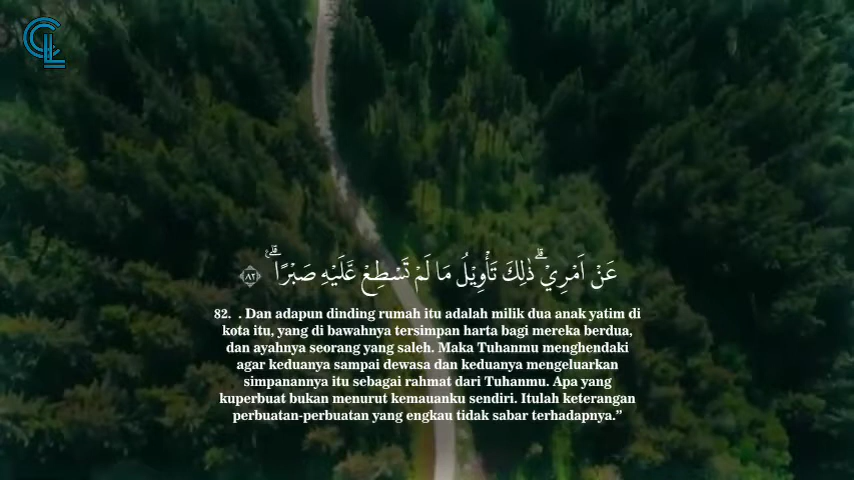 عَنْ اَمْرِيْۗ ذٰلِكَ تَأْوِيْلُ مَا لَمْ تَسْطِعْ عَّلَيْهِ صَبْرًاۗ ۝٨٢
82. . Dan adapun dinding rumah itu adalah milik dua anak yatim di
kota itu, yang di bawahnya tersimpan harta bagi mereka berdua,
dan ayahnya seorang yang saleh. Maka Tuhanmu menghendaki
agar keduanya sampai dewasa dan keduanya mengeluarkan
simpanannya itu sebagai rahmat dari Tuhanmu. Apa yang
kuperbuat bukan menurut kemauanku sendiri. Itulah keterangan
perbuatan-perbuatan yang engkau tidak sabar terhadapnya.”